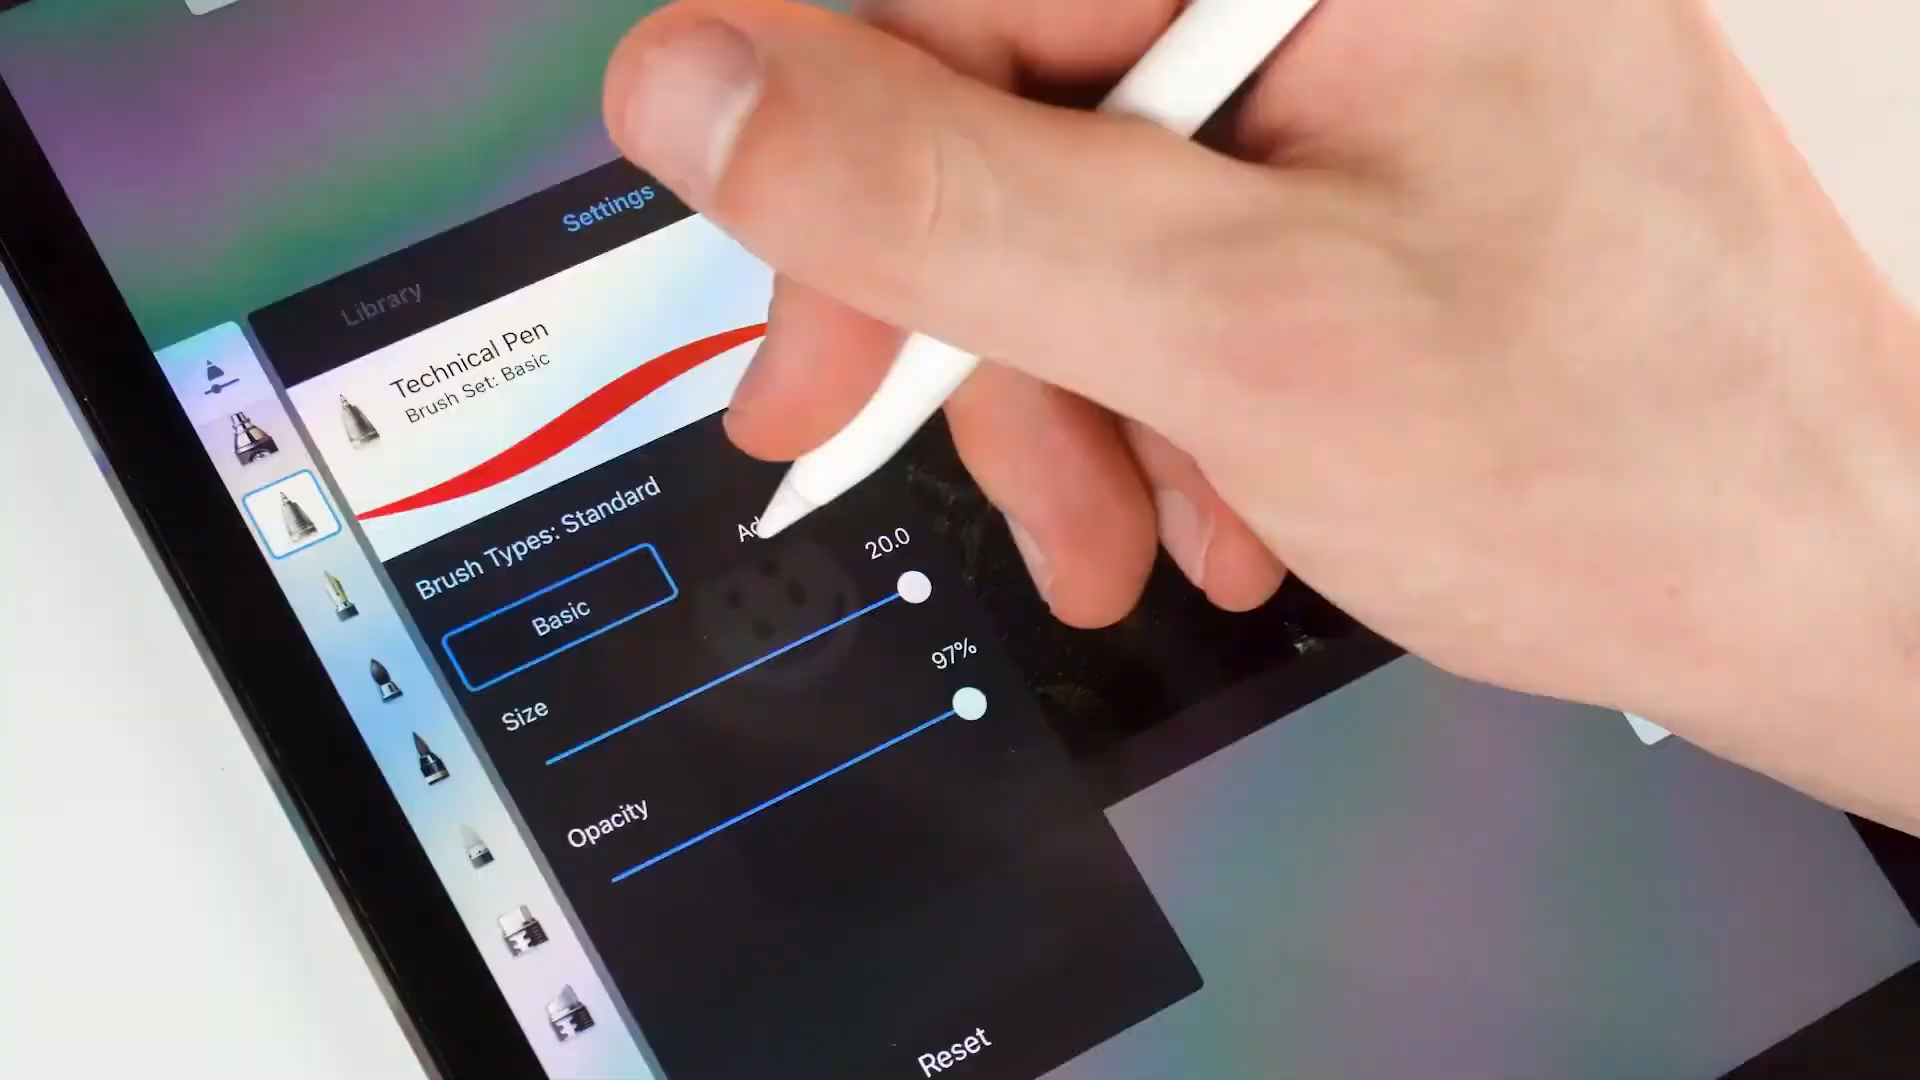 Library
Settings
Technical Pen
Brush Set: Basic
Brush Types: Standard
Basic
Size
20.0
Opacity
97%
Reset